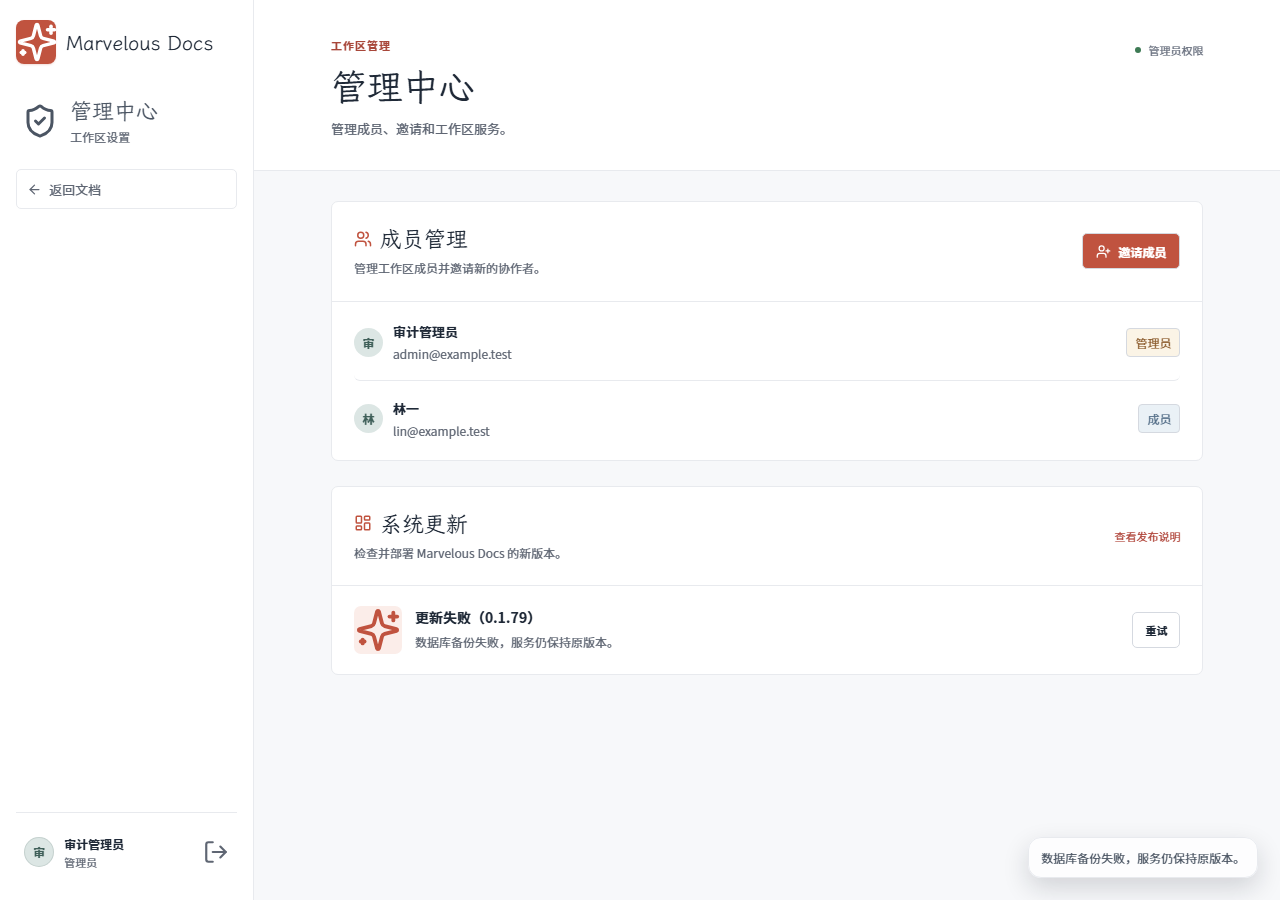 Marvelous Docs
管理中心
工作区设置
返回文档
工作区管理
管理中心
管理成员、邀请和工作区服务。
管理员权限
成员管理
管理工作区成员并邀请新的协作者。
邀请成员
审
审计管理员
admin@example.test
管理员
林
林一
lin@example.test
成员
系统更新
检查并部署 Marvelous Docs 的新版本。
查看发布说明
更新失败（0.1.79）
数据库备份失败，服务仍保持原版本。
重试
审
审计管理员
管理员
数据库备份失败，服务仍保持原版本。